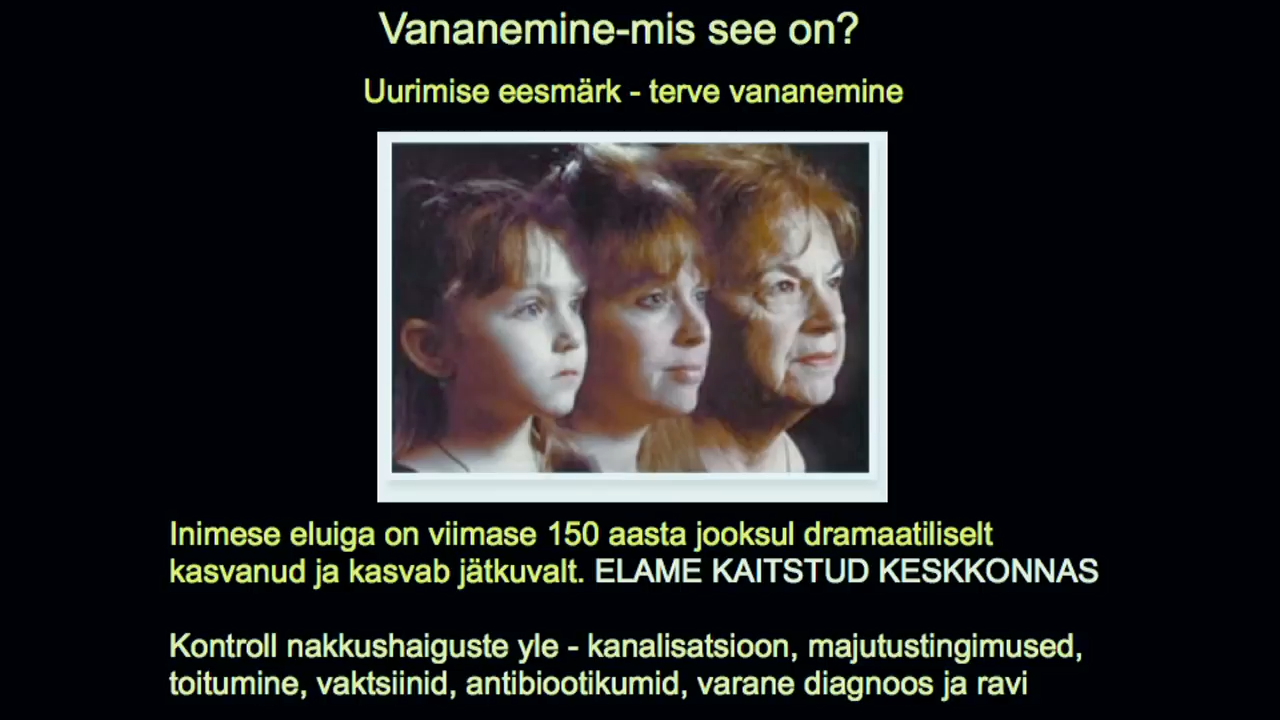 Vananemine-mis see on?
Uurimise eesmärk - terve vananemine
Inimese eluiga on viimase 150 aasta jooksul dramaatiliselt
kasvanud ja kasvab jätkuvalt. ELAME KAITSTUD KESKKONNAS
Kontroll nakkushaiguste yle - kanalisatsioon, majutustingimused,
toitumine, vaktsiinid, antibiootikumid, varane diagnoos ja ravi